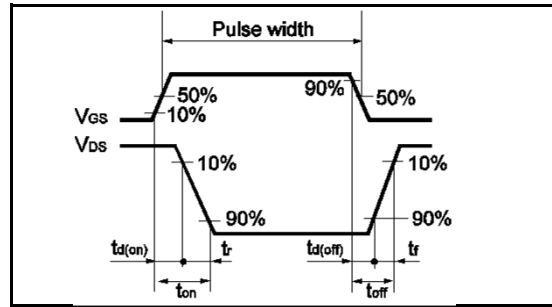 Pulse width
90%
50%
50%
VGS
10%
VDS
10%
10%
90%
90%
td(on)
tr
td(off)
tf
ton
toff